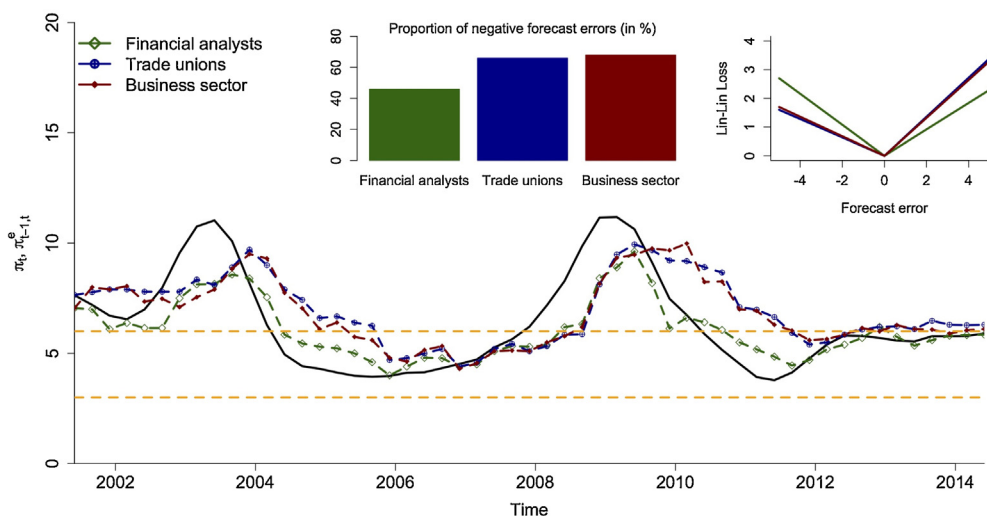 20
15
10
5
0
πt, πᵉt−1,t
Financial analysts
Trade unions
Business sector
Proportion of negative forecast errors (in %)
80
60
40
20
0
Financial analysts Trade unions Business sector
Lin-Lin Loss
4
3
2
1
0
-4 -2 0 2 4
Forecast error
2002 2004 2006 2008 2010 2012 2014
Time